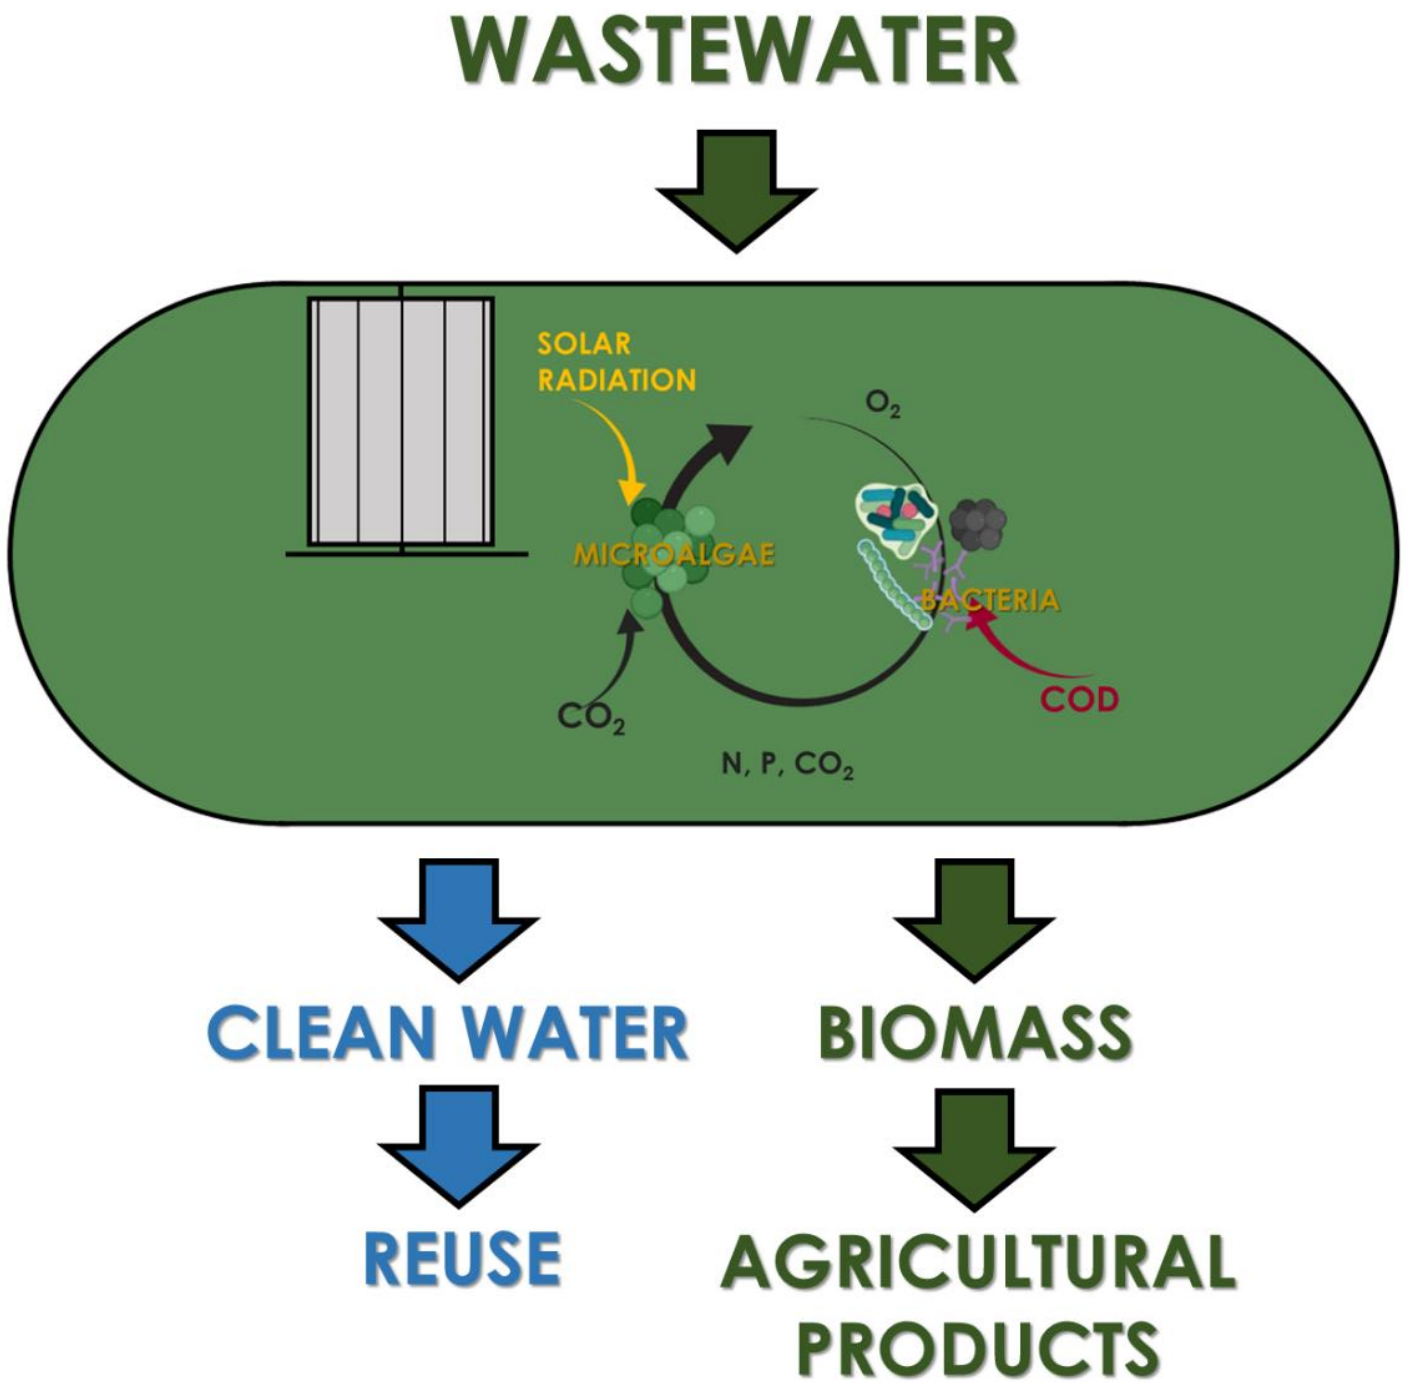 WASTEWATER
SOLAR
RADIATION
O₂
MICROALGAE
BACTERIA
COD
CO₂
N, P, CO₂
CLEAN WATER
BIOMASS
REUSE
AGRICULTURAL
PRODUCTS